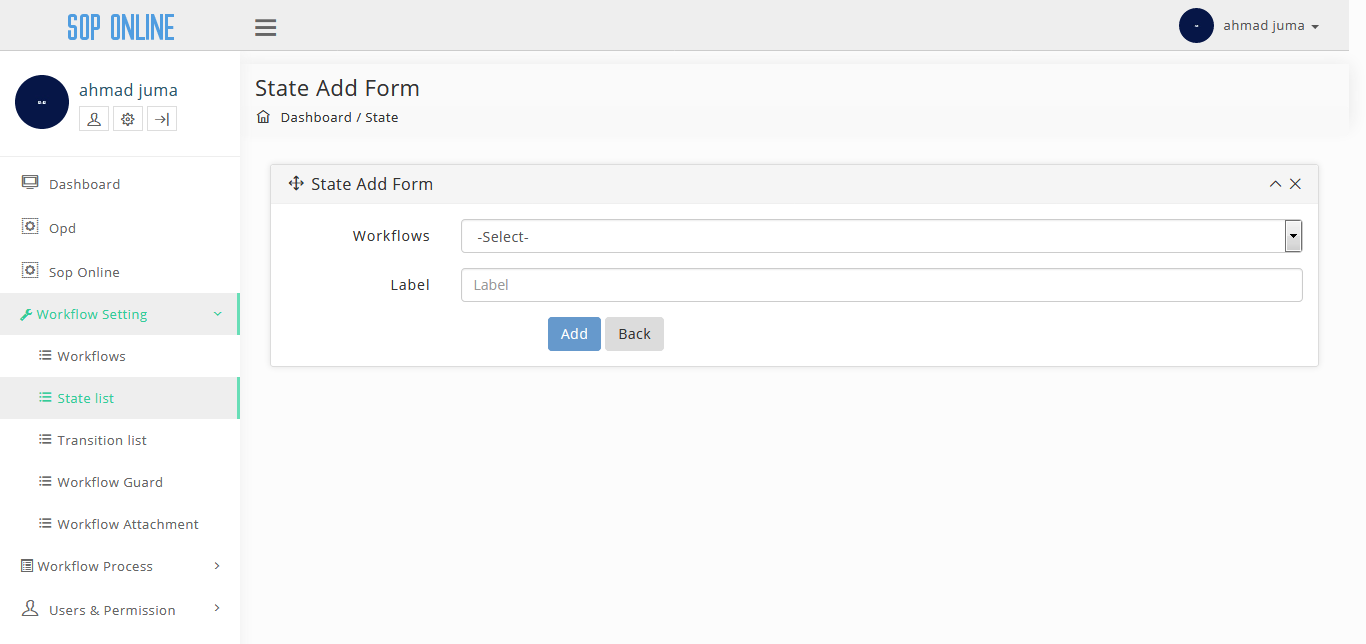 SOP ONLINE
ahmad juma
ahmad juma
State Add Form
Dashboard / State
Dashboard
Opd
Sop Online
Workflow Setting
Workflows
State list
Transition list
Workflow Guard
Workflow Attachment
Workflow Process
Users & Permission
State Add Form
Workflows
-Select-
Label
Label
Add
Back